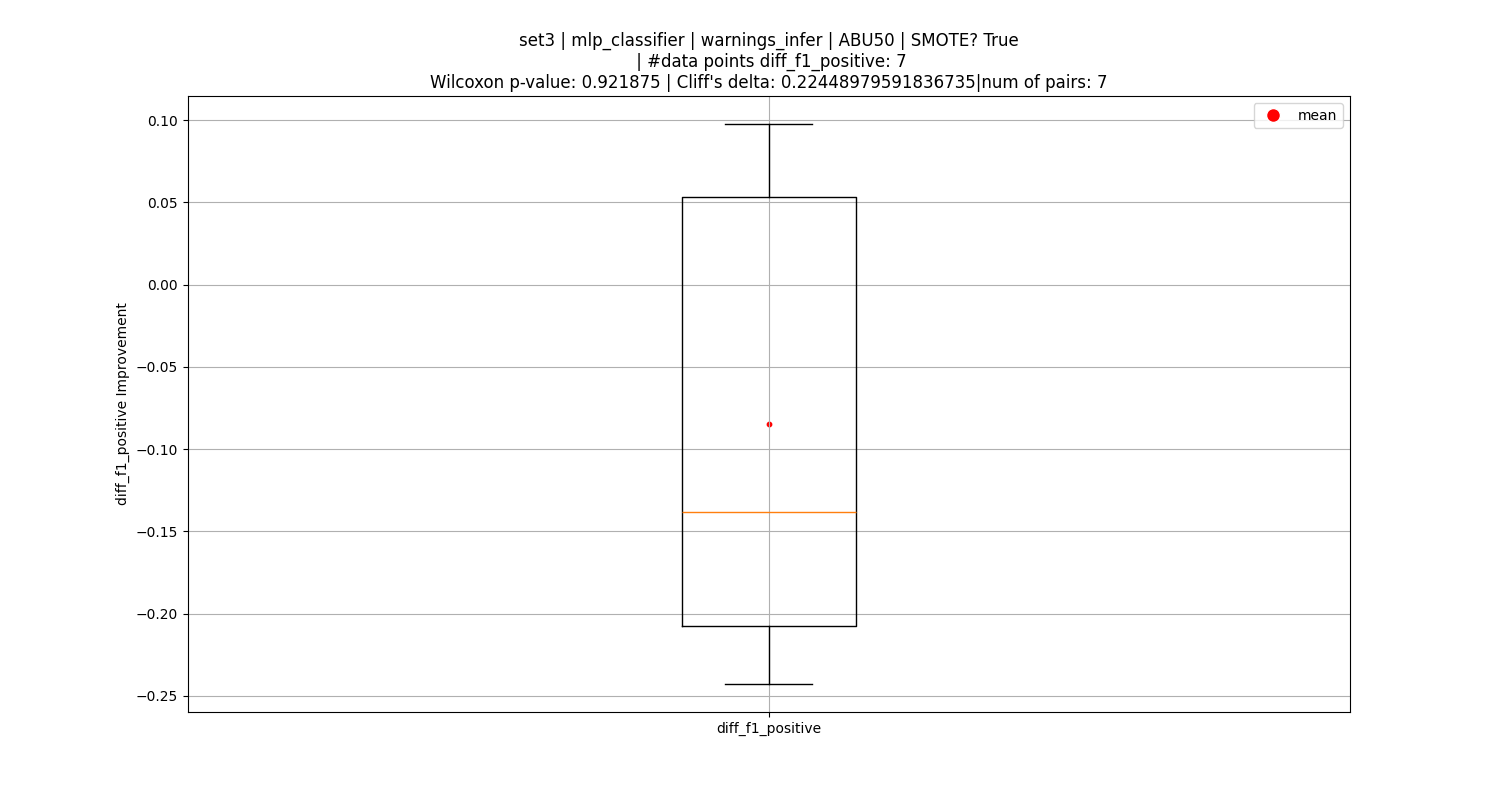 set3 | mlp_classifier | warnings_infer | ABU50 | SMOTE? True
| #data points diff_f1_positive: 7
Wilcoxon p-value: 0.921875 | Cliff's delta: 0.22448979591836735|num of pairs: 7
mean
0.10
0.05
0.00
−0.05
−0.10
−0.15
−0.20
−0.25
diff_f1_positive Improvement
diff_f1_positive